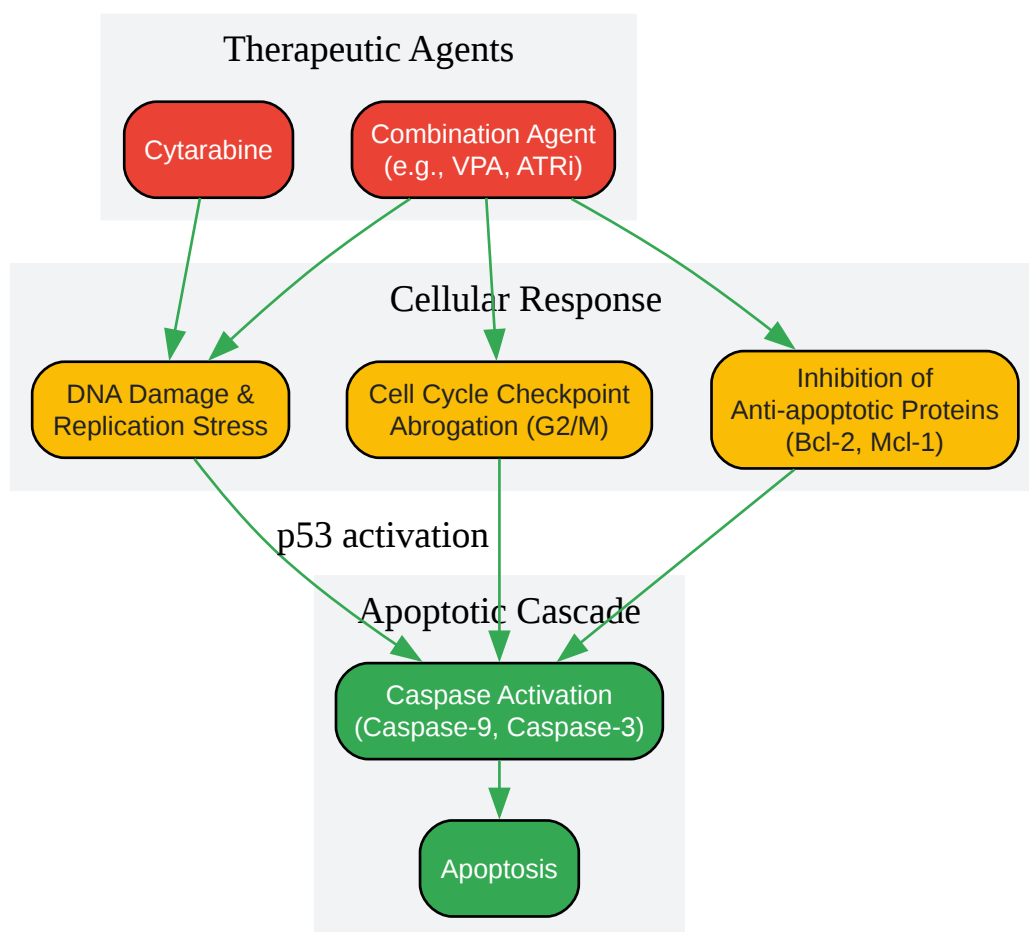 Therapeutic Agents
Cytarabine
Combination Agent
(e.g., VPA, ATRi)
Cellular Response
DNA Damage &
Replication Stress
Cell Cycle Checkpoint
Abrogation (G2/M)
Inhibition of
Anti-apoptotic Proteins
(Bcl-2, Mcl-1)
p53 activation
Apoptotic Cascade
Caspase Activation
(Caspase-9, Caspase-3)
Apoptosis